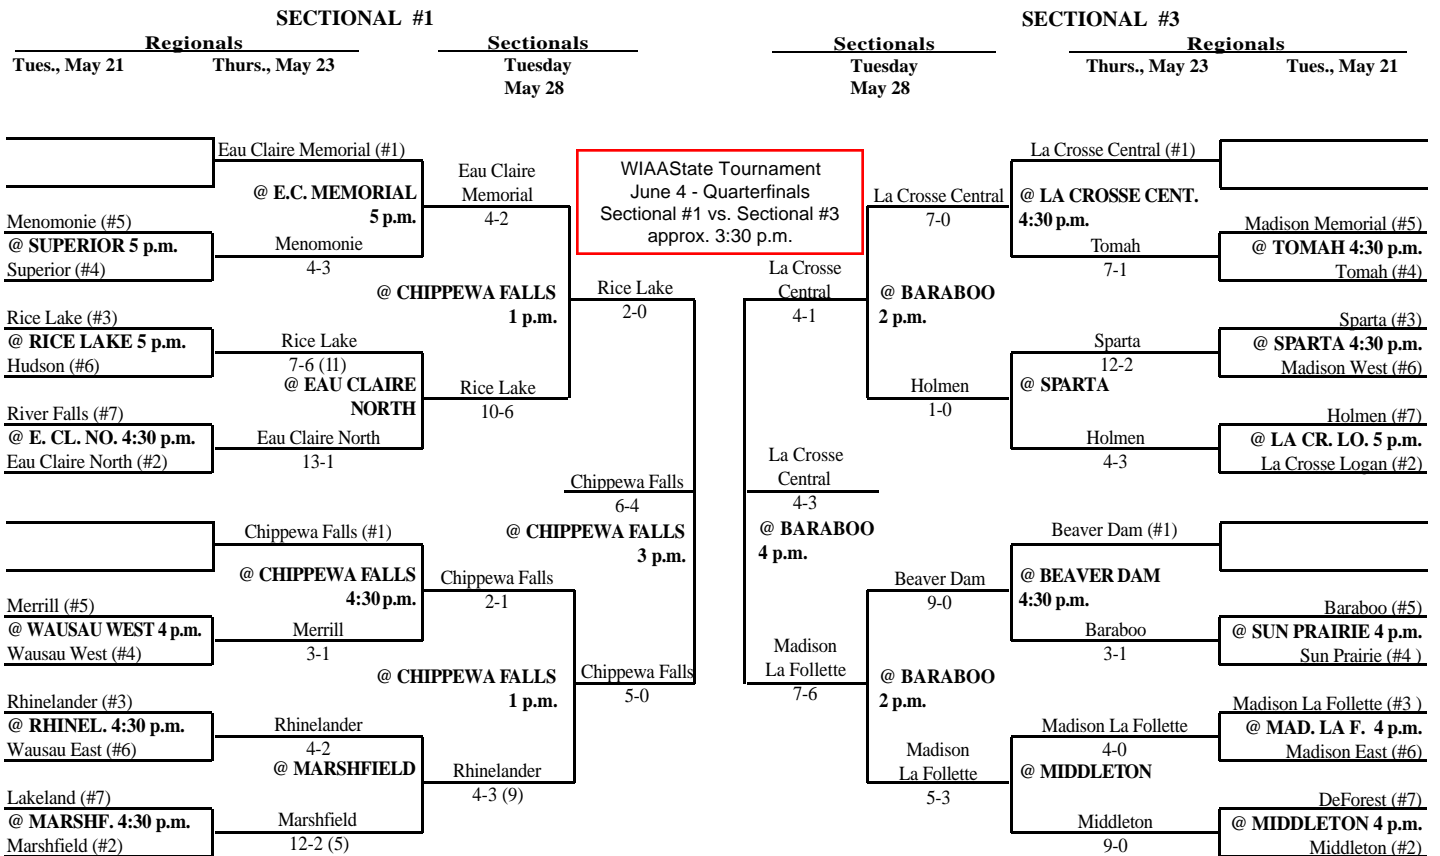 SECTIONAL #1
Regionals
Sectionals
Tues., May 21
Thurs., May 23
Tuesday
May 28
Eau Claire Memorial (#1)
@ E.C. MEMORIAL
5 p.m.
Menomonie (#5)
@ SUPERIOR 5 p.m.
Superior (#4)
Menomonie
4-3
Eau Claire
Memorial
4-2
@ CHIPPEWA FALLS
1 p.m.
Rice Lake (#3)
@ RICE LAKE 5 p.m.
Hudson (#6)
Rice Lake
7-6 (11)
@ EAU CLAIRE
NORTH
River Falls (#7)
@ E. CL. NO. 4:30 p.m.
Eau Claire North (#2)
Eau Claire North
13-1
Rice Lake
10-6
Rice Lake
2-0
Chippewa Falls
6-4
@ CHIPPEWA FALLS
3 p.m.
Chippewa Falls (#1)
@ CHIPPEWA FALLS
4:30 p.m.
Merrill (#5)
@ WAUSAU WEST 4 p.m.
Wausau West (#4)
Merrill
3-1
Chippewa Falls
2-1
@ CHIPPEWA FALLS
1 p.m.
Chippewa Falls
5-0
Rhinelander (#3)
@ RHINEL. 4:30 p.m.
Wausau East (#6)
Rhinelander
4-2
@ MARSHFIELD
Rhinelander
4-3 (9)
Lakeland (#7)
@ MARSHF. 4:30 p.m.
Marshfield (#2)
Marshfield
12-2 (5)
WIAAState Tournament
June 4 - Quarterfinals
Sectional #1 vs. Sectional #3
approx. 3:30 p.m.
SECTIONAL #3
Sectionals
Regionals
Tuesday
May 28
Thurs., May 23
Tues., May 21
La Crosse Central (#1)
@ LA CROSSE CENT.
4:30 p.m.
La Crosse Central
7-0
Madison Memorial (#5)
@ TOMAH 4:30 p.m.
Tomah (#4)
Tomah
7-1
La Crosse
Central
4-1
@ BARABOO
2 p.m.
Sparta (#3)
@ SPARTA 4:30 p.m.
Madison West (#6)
Sparta
12-2
@ SPARTA
Holmen
1-0
Holmen (#7)
@ LA CR. LO. 5 p.m.
La Crosse Logan (#2)
Holmen
4-3
La Crosse
Central
4-3
@ BARABOO
4 p.m.
Beaver Dam (#1)
@ BEAVER DAM
4:30 p.m.
Beaver Dam
9-0
Baraboo (#5)
@ SUN PRAIRIE 4 p.m.
Sun Prairie (#4 )
Baraboo
3-1
Madison
La Follette
7-6
@ BARABOO
2 p.m.
Madison La Follette (#3 )
@ MAD. LA F. 4 p.m.
Madison East (#6)
Madison La Follette
4-0
@ MIDDLETON
Madison
La Follette
5-3
DeForest (#7)
@ MIDDLETON 4 p.m.
Middleton (#2)
Middleton
9-0